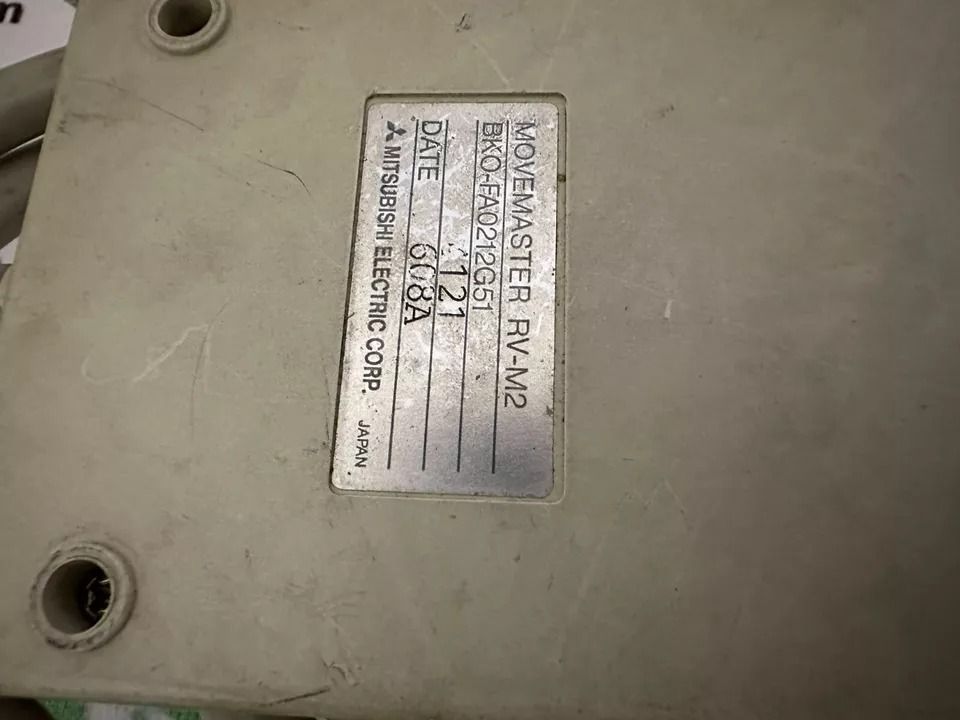 MOVEMASTER RV-M2
BKO-FA0212G51
121
DATE 608A
MITSUBISHI ELECTRIC CORP. JAPAN